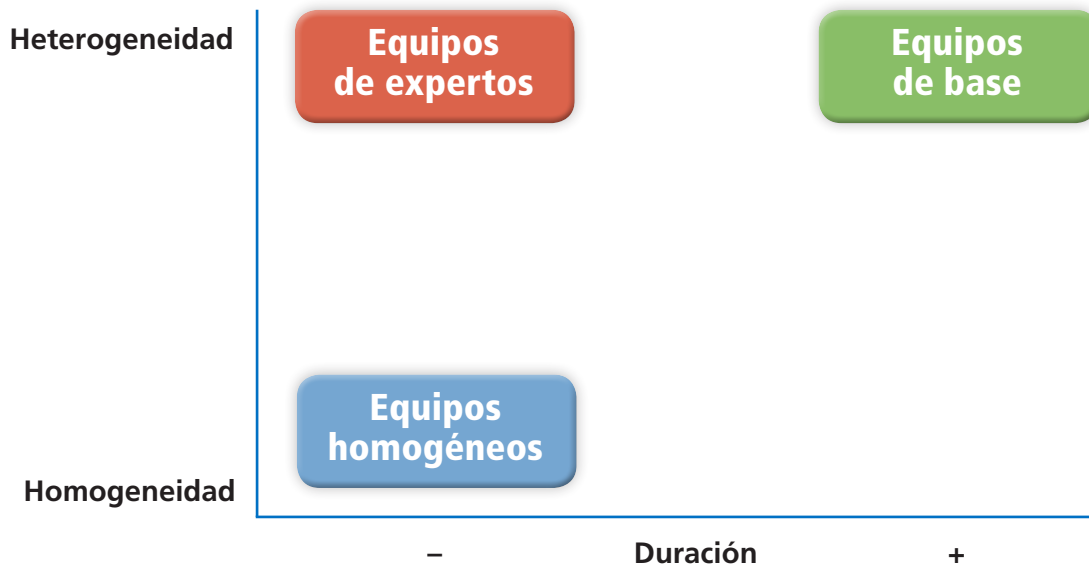 Heterogeneidad
Equipos
de expertos
Equipos
de base
Equipos
homogéneos
Homogeneidad
– Duración +